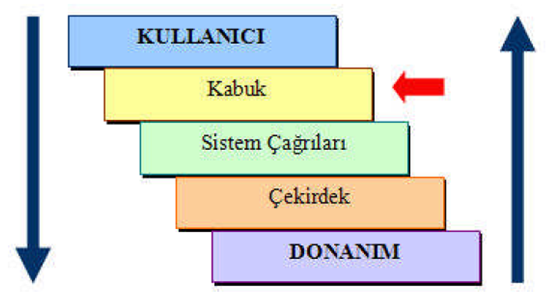 KULLANICI
Kabuk
Sistem Çağrıları
Çekirdek
DONANIM